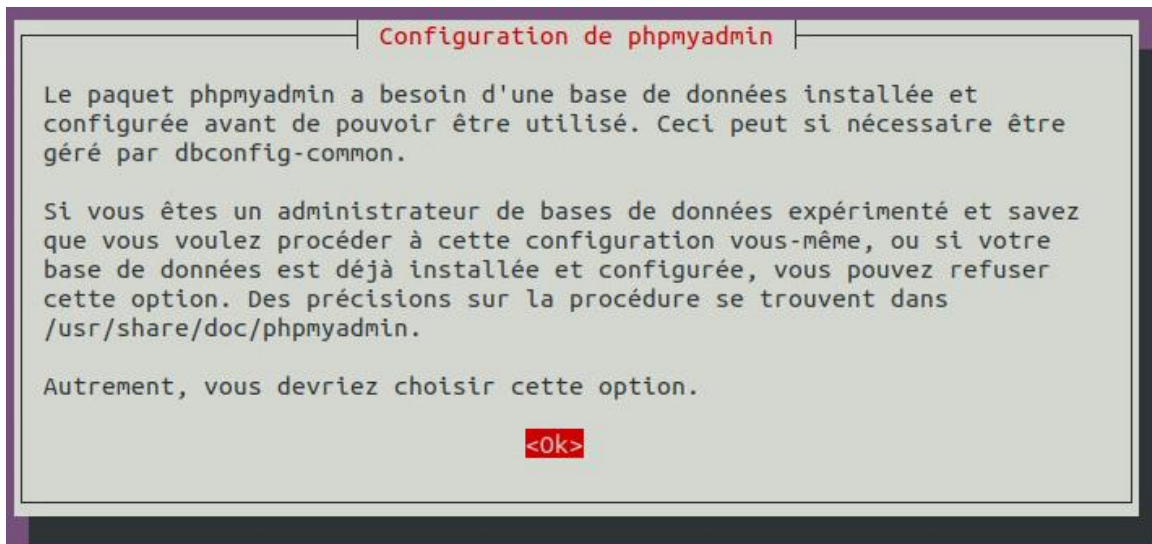 Configuration de phpmyadmin
Le paquet phpmyadmin a besoin d'une base de données installée et
configurée avant de pouvoir être utilisé. Ceci peut si nécessaire être
géré par dbconfig-common.
Si vous êtes un administrateur de bases de données expérimenté et savez
que vous voulez procéder à cette configuration vous-même, ou si votre
base de données est déjà installée et configurée, vous pouvez refuser
cette option. Des précisions sur la procédure se trouvent dans
/usr/share/doc/phpmyadmin.
Autrement, vous devriez choisir cette option.
<Ok>